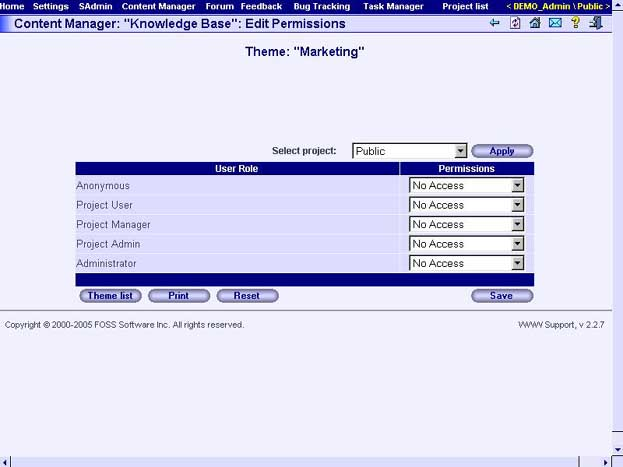 Home Settings SAdmin Content Manager Forum Feedback Bug Tracking Task Manager Project list < DEMO_Admin \ Public >
Content Manager: "Knowledge Base": Edit Permissions
Theme: "Marketing"
Select project: Public Apply
User Role Permissions
Anonymous No Access
Project User No Access
Project Manager No Access
Project Admin No Access
Administrator No Access
Theme list Print Reset Save
Copyright © 2000-2005 FOSS Software Inc. All rights reserved. WWW Support, v 2.2.7